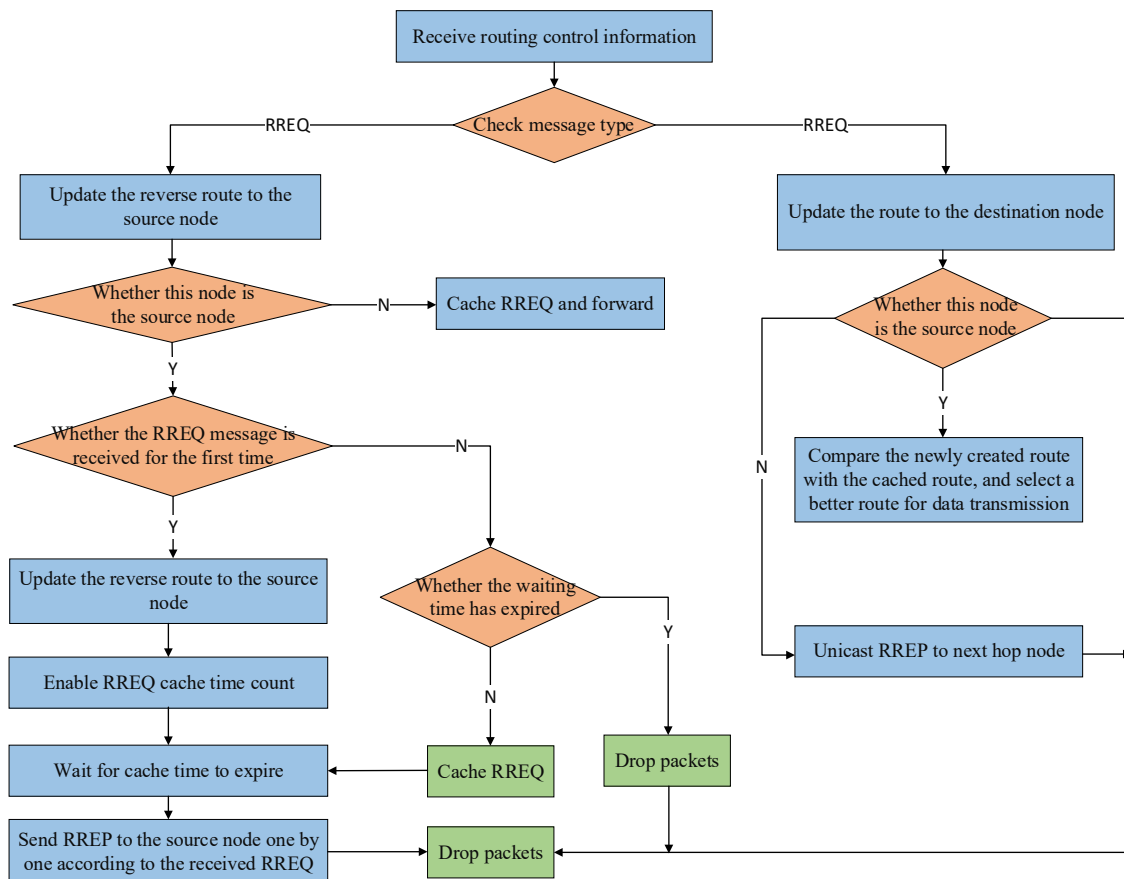 Receive routing control information
Check message type
RREQ
RREQ
Update the reverse route to the
source node
Update the route to the destination node
Whether this node is
the source node
N
Cache RREQ and forward
Whether this node
is the source node
Y
Y
Whether the RREQ message is
received for the first time
N
Compare the newly created route
with the cached route, and select a
better route for data transmission
N
Y
Update the reverse route to the source
node
Whether the waiting
time has expired
Y
Unicast RREP to next hop node
Enable RREQ cache time count
N
Wait for cache time to expire
Cache RREQ
Drop packets
Send RREP to the source node one by
one according to the received RREQ
Drop packets